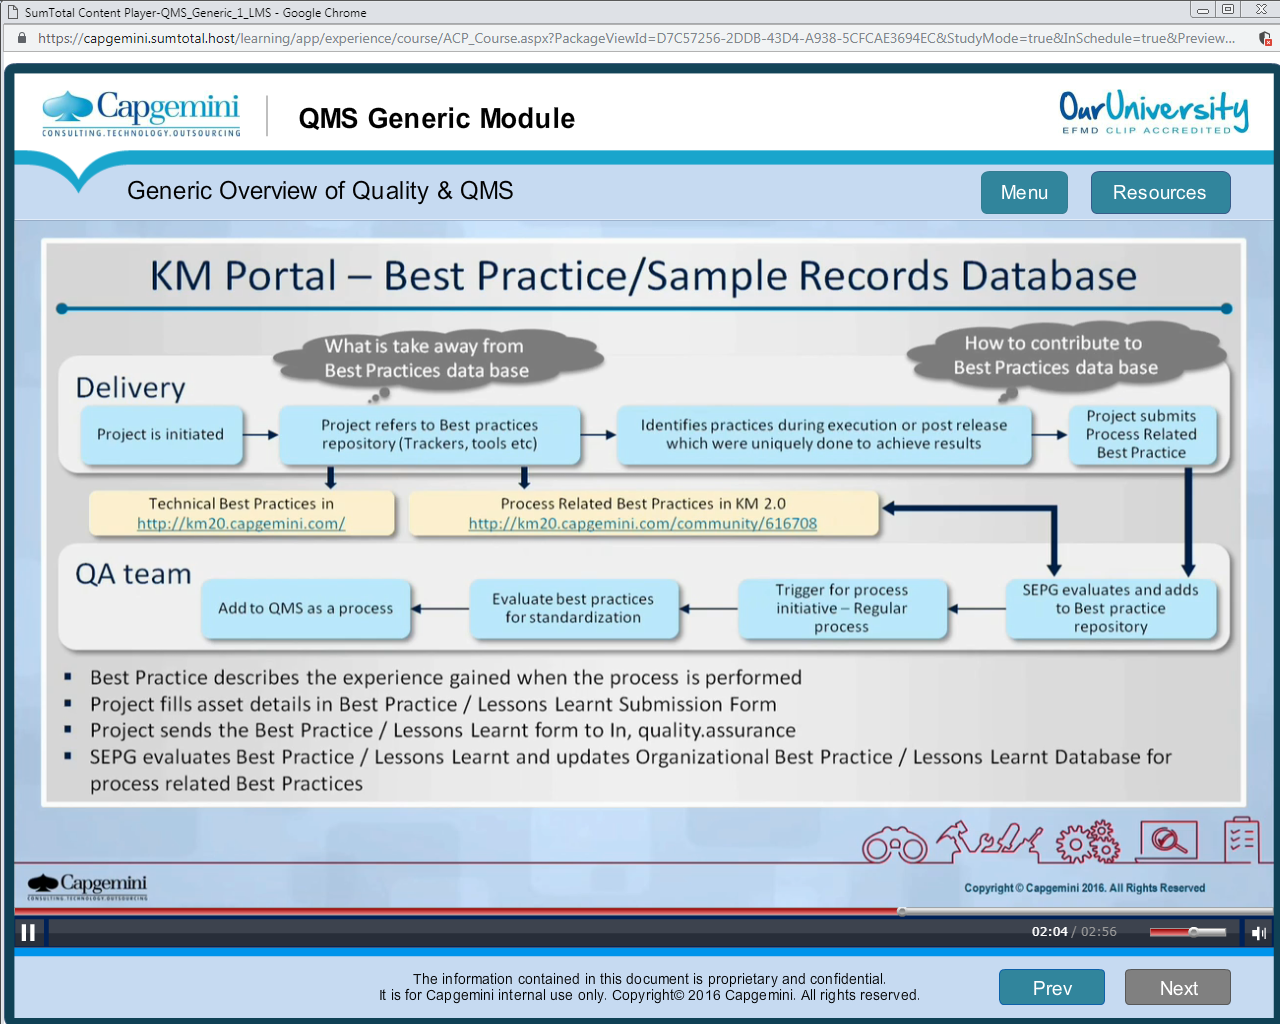 SumTotal Content Player-QMS_Generic_1_LMS - Google Chrome
https://capgemini.sumtotal.host/learning/app/experience/course/ACP_Course.aspx?PackageViewId=D7C57256-2DDB-43D4-A938-5CFCAE3694EC&StudyMode=true&InSchedule=true&Preview...
Capgemini
CONSULTING.TECHNOLOGY.OUTSOURCING
QMS Generic Module
OurUniversity
EFMD CLIP ACCREDITED
Generic Overview of Quality & QMS
Menu
Resources
KM Portal – Best Practice/Sample Records Database
What is take away from
Best Practices data base
How to contribute to
Best Practices data base
Delivery
Project is initiated
Project refers to Best practices
repository (Trackers, tools etc)
Identifies practices during execution or post release
which were uniquely done to achieve results
Project submits
Process Related
Best Practice
Technical Best Practices in
http://km20.capgemini.com/
Process Related Best Practices in KM 2.0
http://km20.capgemini.com/community/616708
QA team
Add to QMS as a process
Evaluate best practices
for standardization
Trigger for process
initiative – Regular
process
SEPG evaluates and adds
to Best practice
repository
▪ Best Practice describes the experience gained when the process is performed
▪ Project fills asset details in Best Practice / Lessons Learnt Submission Form
▪ Project sends the Best Practice / Lessons Learnt form to In, quality.assurance
▪ SEPG evaluates Best Practice / Lessons Learnt and updates Organizational Best Practice / Lessons Learnt Database for
process related Best Practices
Capgemini
CONSULTING.TECHNOLOGY.OUTSOURCING
Copyright © Capgemini 2016. All Rights Reserved
02:04 / 02:56
The information contained in this document is proprietary and confidential.
It is for Capgemini internal use only. Copyright© 2016 Capgemini. All rights reserved.
Prev
Next